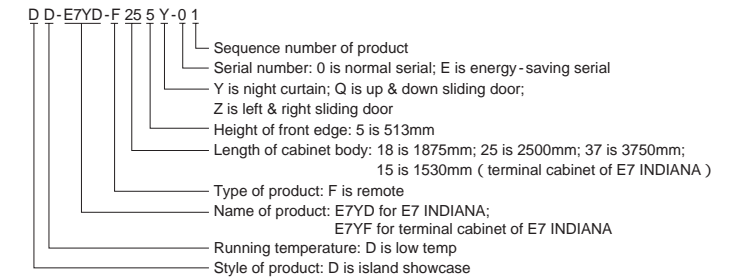 D D-E7YD-F 25 5 Y-0 1
Sequence number of product
Serial number: 0 is normal serial; E is energy-saving serial
Y is night curtain; Q is up & down sliding door;
Z is left & right sliding door
Height of front edge: 5 is 513mm
Length of cabinet body: 18 is 1875mm; 25 is 2500mm; 37 is 3750mm;
15 is 1530mm ( terminal cabinet of E7 INDIANA )
Type of product: F is remote
Name of product: E7YD for E7 INDIANA;
E7YF for terminal cabinet of E7 INDIANA
Running temperature: D is low temp
Style of product: D is island showcase